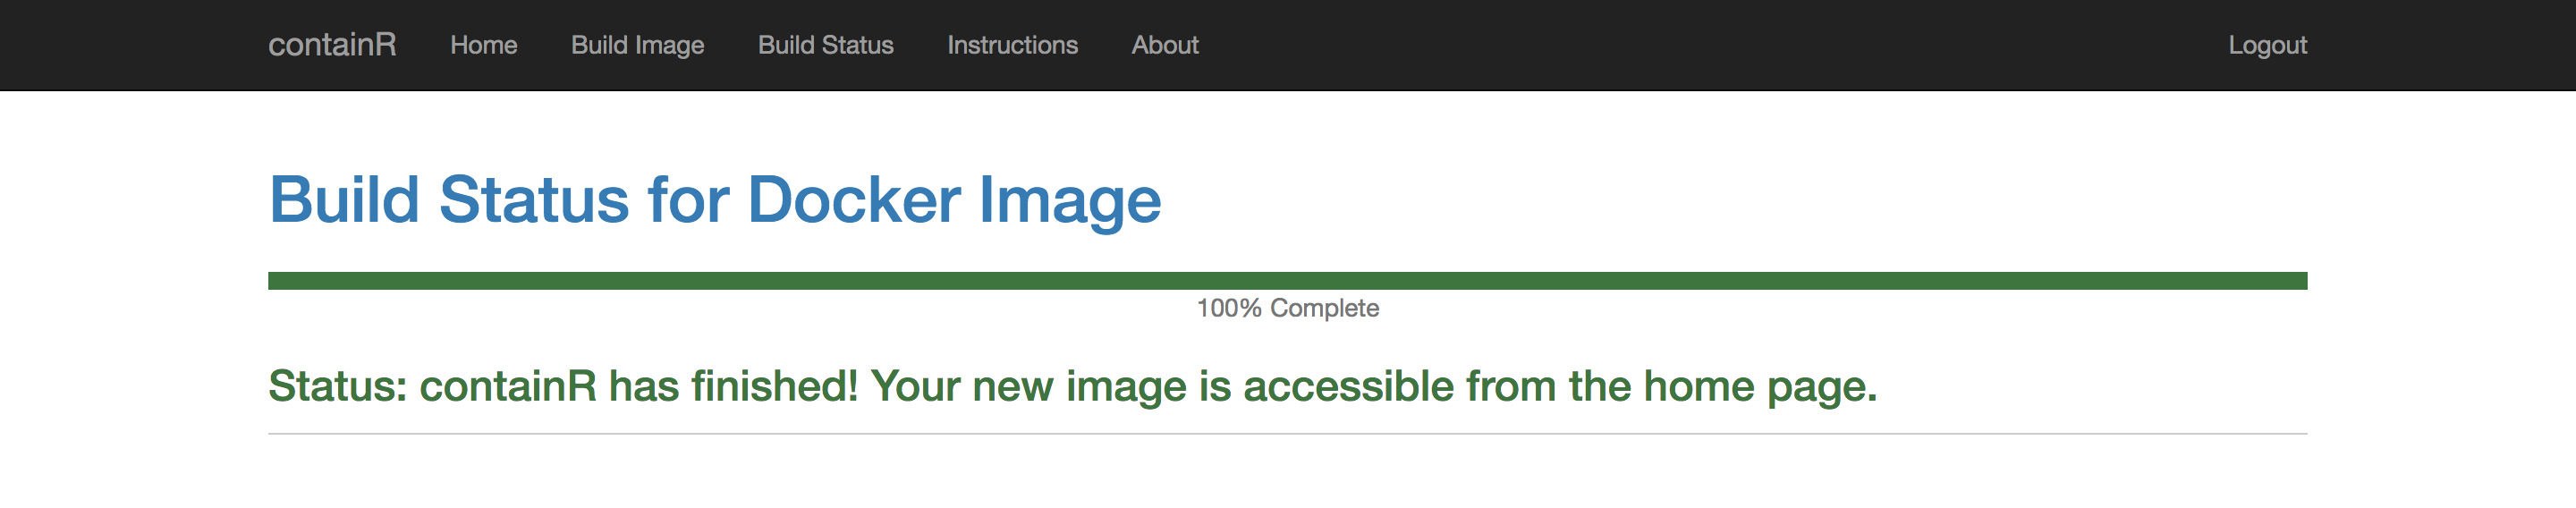 containR Home Build Image Build Status Instructions About Logout
Build Status for Docker Image
100% Complete
Status: containR has finished! Your new image is accessible from the home page.